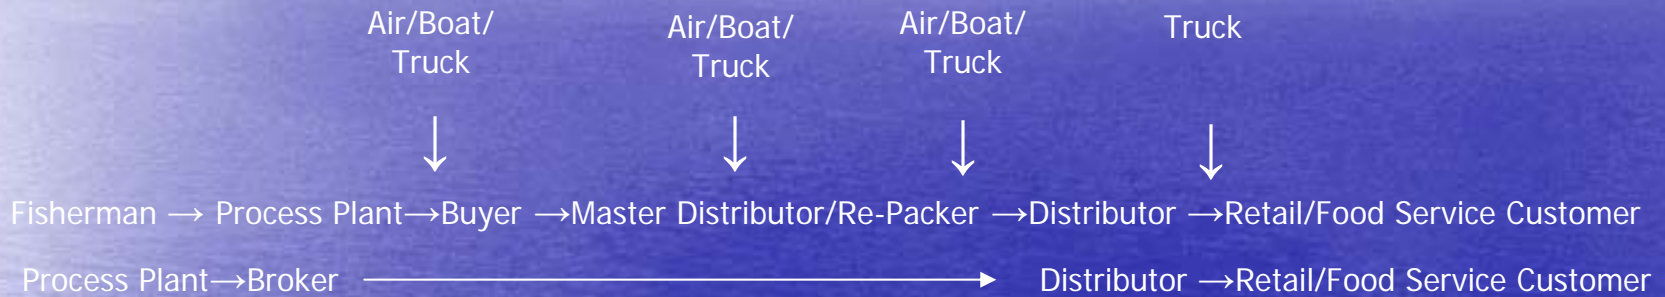 Air/Boat/
Truck
Air/Boat/
Truck
Air/Boat/
Truck
Truck
↓ ↓ ↓ ↓
Fisherman → Process Plant→Buyer →Master Distributor/Re-Packer →Distributor →Retail/Food Service Customer
Process Plant→Broker → Distributor →Retail/Food Service Customer